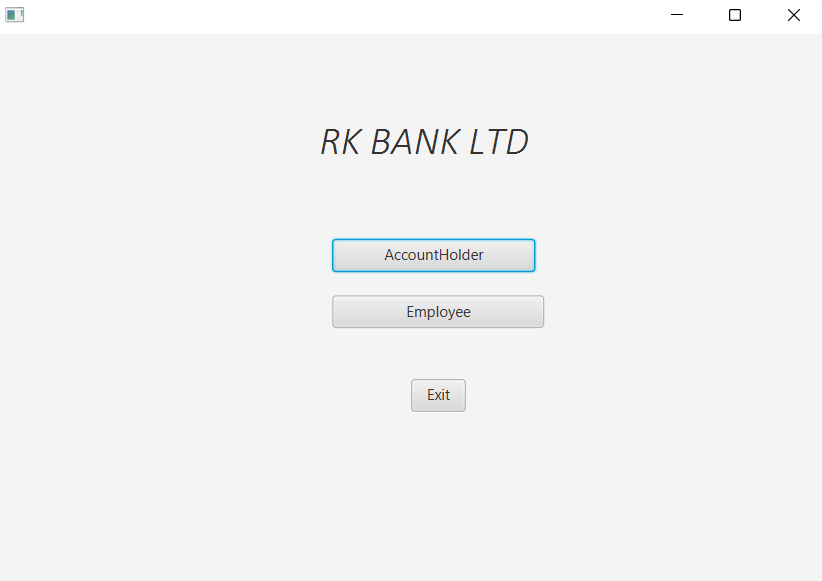 RK BANK LTD
AccountHolder
Employee
Exit